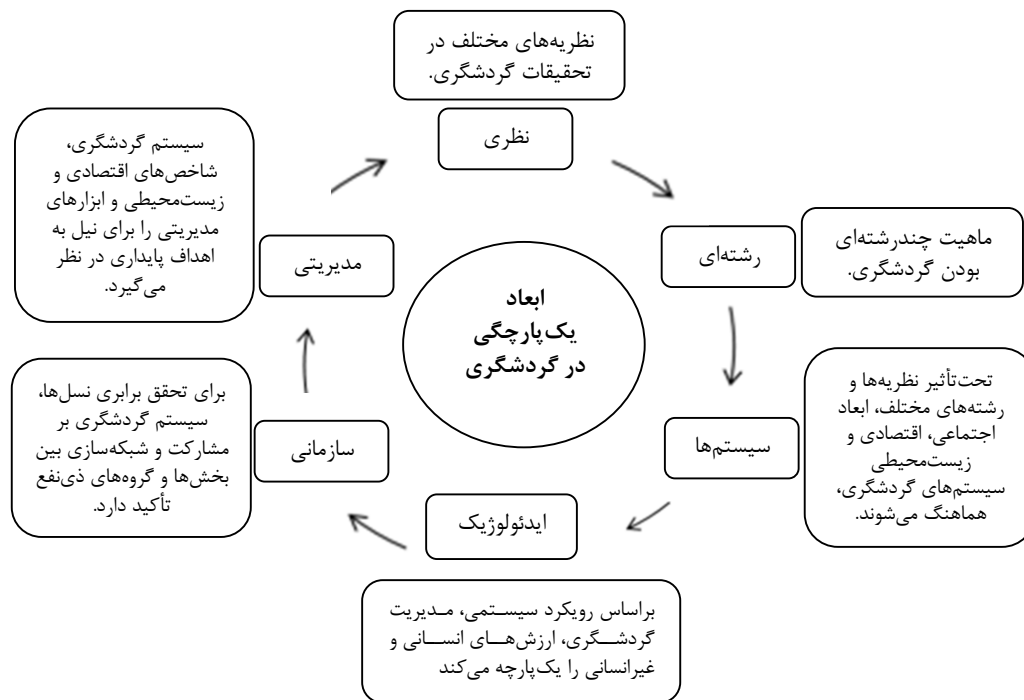 نظریه‌های مختلف در
تحقیقات گردشگری.
نظری
ماهیت چندرشته‌ای
بودن گردشگری.
رشته‌ای
تحت‌تأثیر نظریه‌ها و
رشته‌های مختلف، ابعاد
اجتماعی، اقتصادی و
زیست‌محیطی
سیستم‌های گردشگری،
هماهنگ می‌شوند.
سیستم‌ها
ایدئولوژیک
براساس رویکرد سیستمی، مدیریت
گردشگری، ارزش‌های انسانی و
غیرانسانی را یک‌پارچه می‌کند
سازمانی
برای تحقق برابری نسل‌ها،
سیستم گردشگری بر
مشارکت و شبکه‌سازی بین
بخش‌ها و گروه‌های ذی‌نفع
تأکید دارد.
مدیریتی
سیستم گردشگری،
شاخص‌های اقتصادی و
زیست‌محیطی و ابزارهای
مدیریتی را برای نیل به
اهداف پایداری در نظر
می‌گیرد.
ابعاد
یک‌پارچگی
در گردشگری